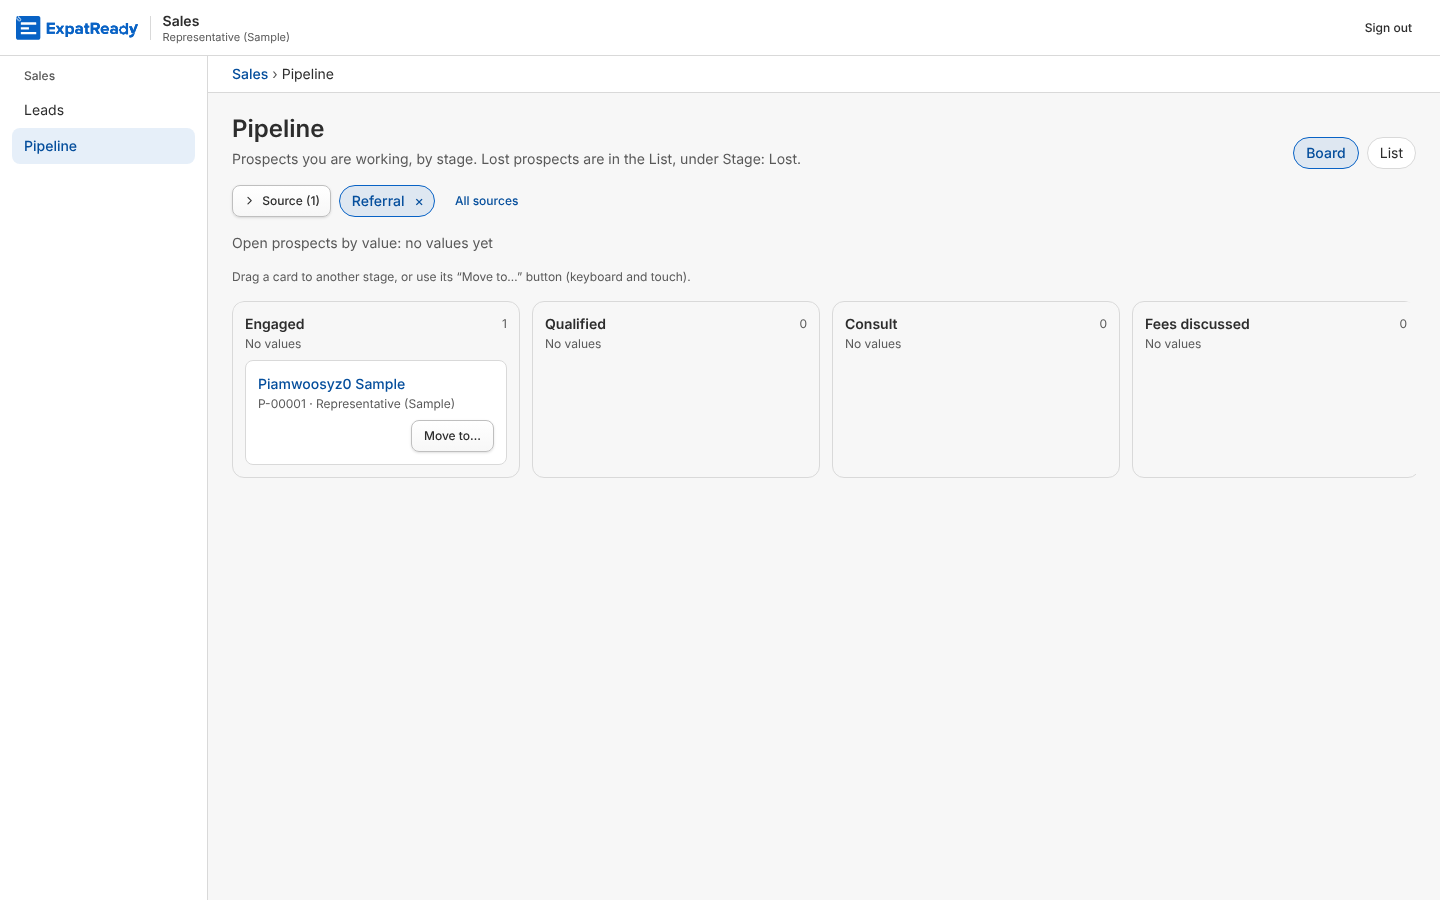 ExpatReady
Sales
Representative (Sample)
Sign out
Sales
Leads
Pipeline
Sales › Pipeline
Pipeline
Prospects you are working, by stage. Lost prospects are in the List, under Stage: Lost.
Board
List
Source (1)
Referral ×
All sources
Open prospects by value: no values yet
Drag a card to another stage, or use its “Move to…” button (keyboard and touch).
Engaged 1
No values
Piamwoosyz0 Sample
P-00001 · Representative (Sample)
Move to…
Qualified 0
No values
Consult 0
No values
Fees discussed 0
No values